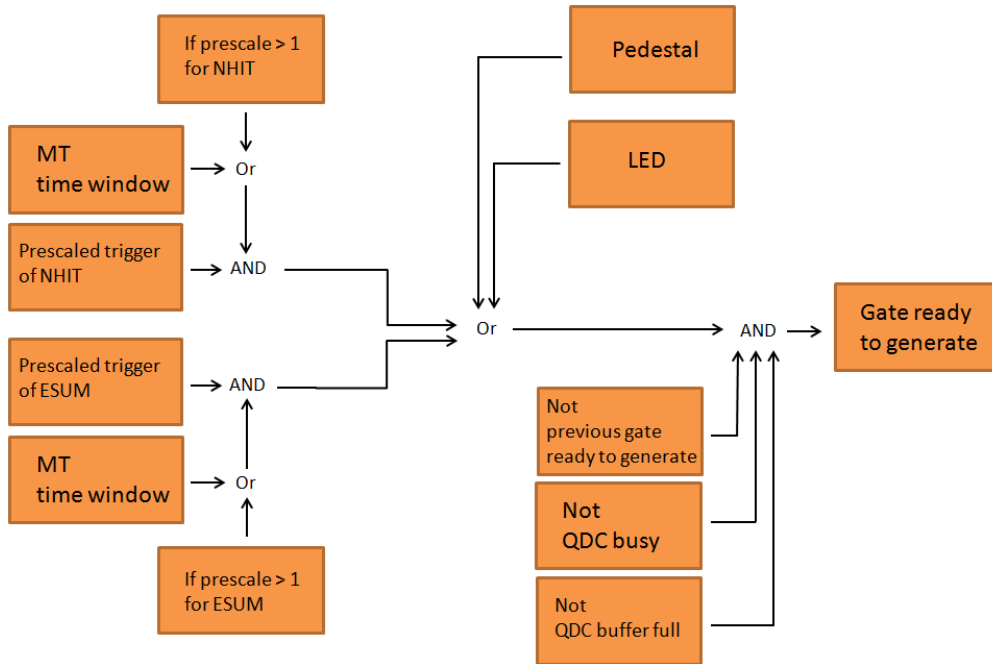 If prescale > 1
for NHIT
Pedestal
MT
time window
Or
LED
Prescaled trigger
of NHIT
AND
Or
AND
Gate ready
to generate
Prescaled trigger
of ESUM
AND
Not
previous gate
ready to generate
MT
time window
Or
Not
QDC busy
If prescale > 1
for ESUM
Not
QDC buffer full